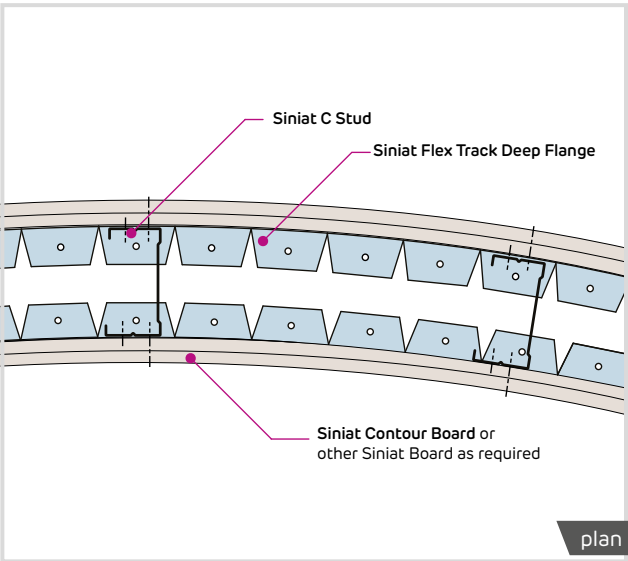 Siniat C Stud
Siniat Flex Track Deep Flange
Siniat Contour Board or
other Siniat Board as required
plan